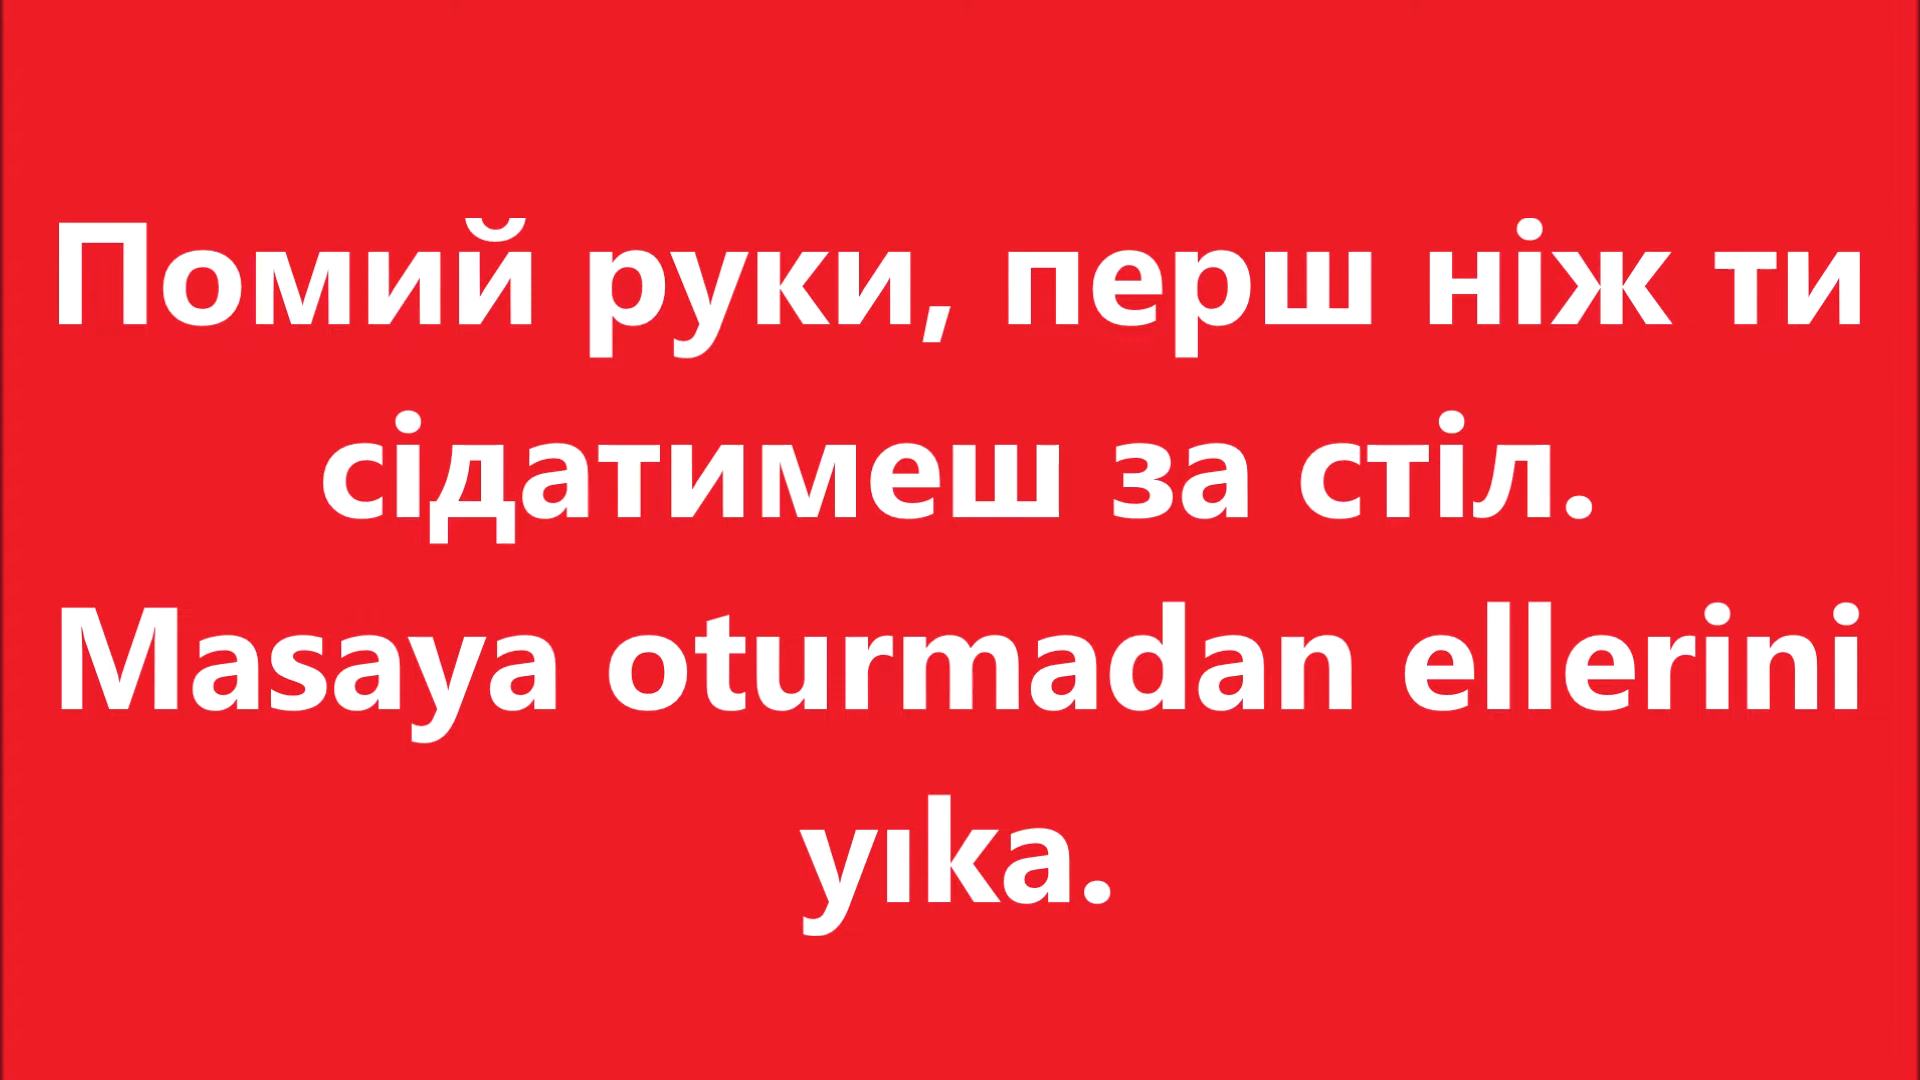 Помий руки, перш ніж ти
сідатимеш за стіл.
Masaya oturmadan ellerini
yıka.